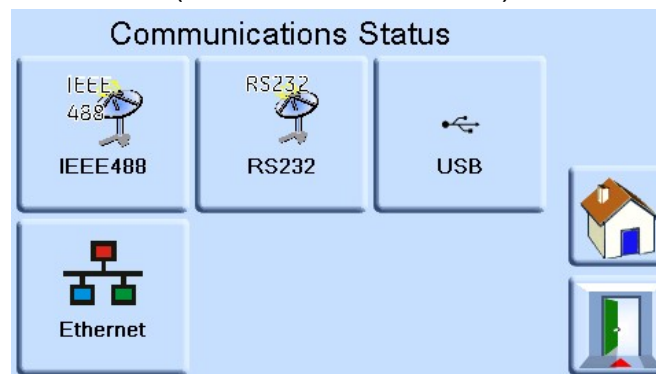 Communications Status
IEEE
488
IEEE488
RS232
RS232
USB
Ethernet